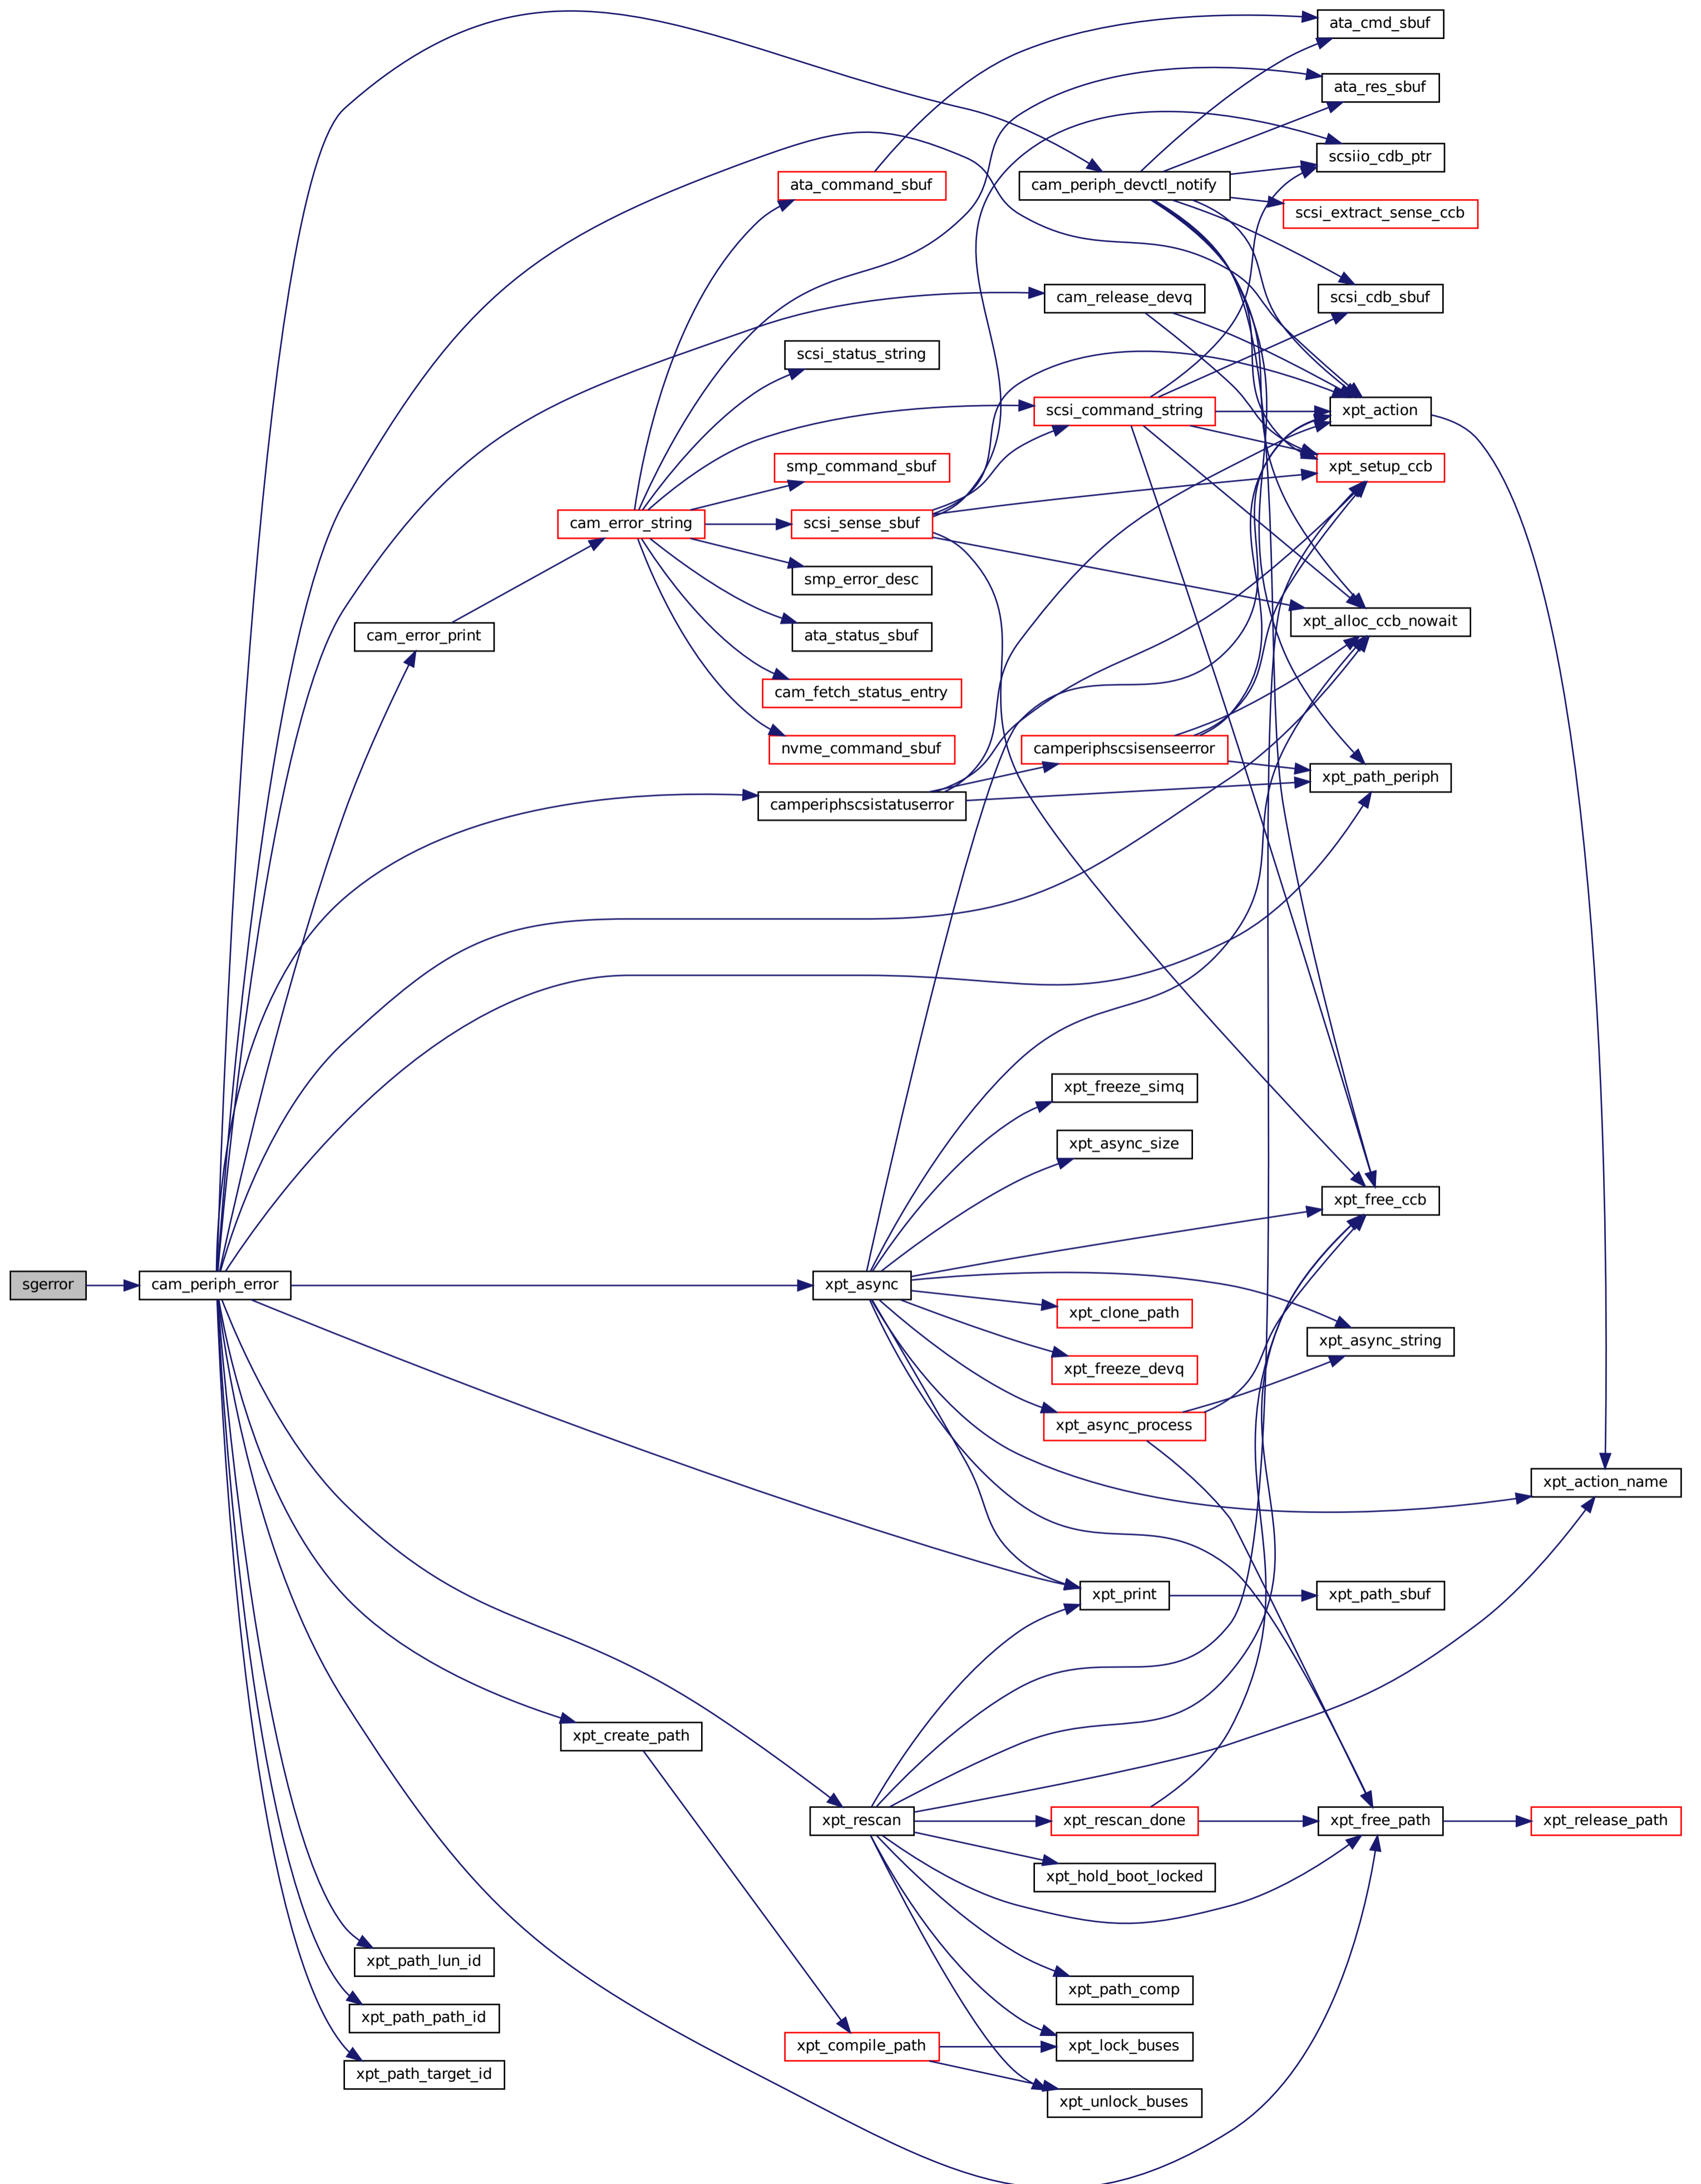 ata_cmd_sbuf
ata_res_sbuf
scsiio_cdb_ptr
ata_command_sbuf
cam_periph_devctl_notify
scsi_extract_sense_ccb
cam_release_devq
scsi_cdb_sbuf
scsi_status_string
scsi_command_string
xpt_action
smp_command_sbuf
xpt_setup_ccb
cam_error_string
scsi_sense_sbuf
smp_error_desc
cam_error_print
ata_status_sbuf
xpt_alloc_ccb_nowait
cam_fetch_status_entry
nvme_command_sbuf
camperiphscsisenseerror
xpt_path_periph
camperiphscsistatuserror
xpt_freeze_simq
xpt_async_size
xpt_free_ccb
sgerror
cam_periph_error
xpt_async
xpt_clone_path
xpt_async_string
xpt_freeze_devq
xpt_async_process
xpt_action_name
xpt_print
xpt_path_sbuf
xpt_create_path
xpt_rescan
xpt_rescan_done
xpt_free_path
xpt_release_path
xpt_hold_boot_locked
xpt_path_lun_id
xpt_path_comp
xpt_path_path_id
xpt_compile_path
xpt_lock_buses
xpt_path_target_id
xpt_unlock_buses